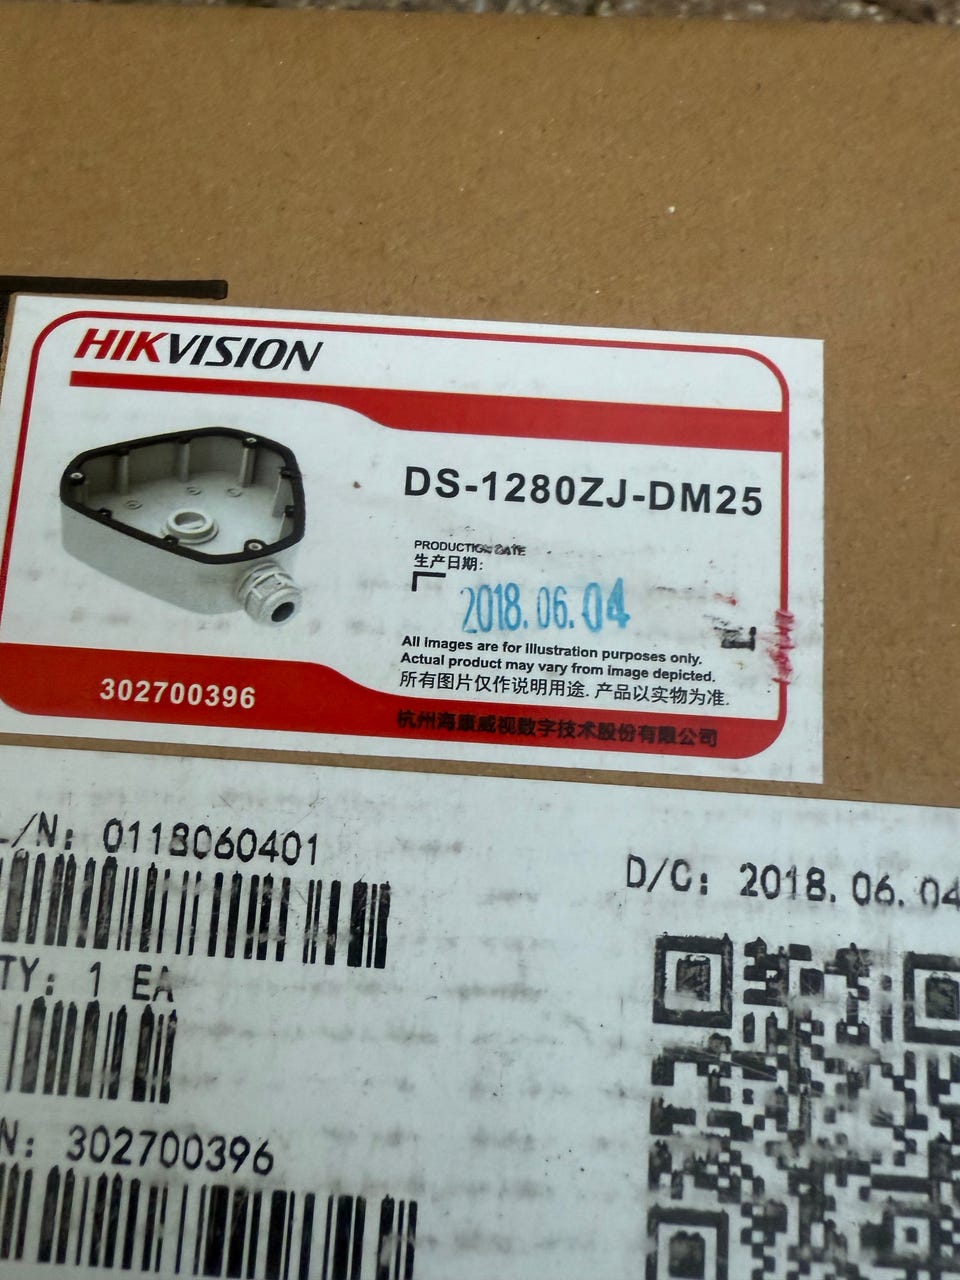 HIKVISION
DS-1280ZJ-DM25
PRODUCTION DATE
生产日期:
2018.06.04
All images are for illustration purposes only.
Actual product may vary from image depicted.
所有图片仅作说明用途. 产品以实物为准.
302700396
杭州海康威视数字技术股份有限公司
/N: 0118060401
D/C: 2018.06.04
TY: 1 EA
N: 302700396